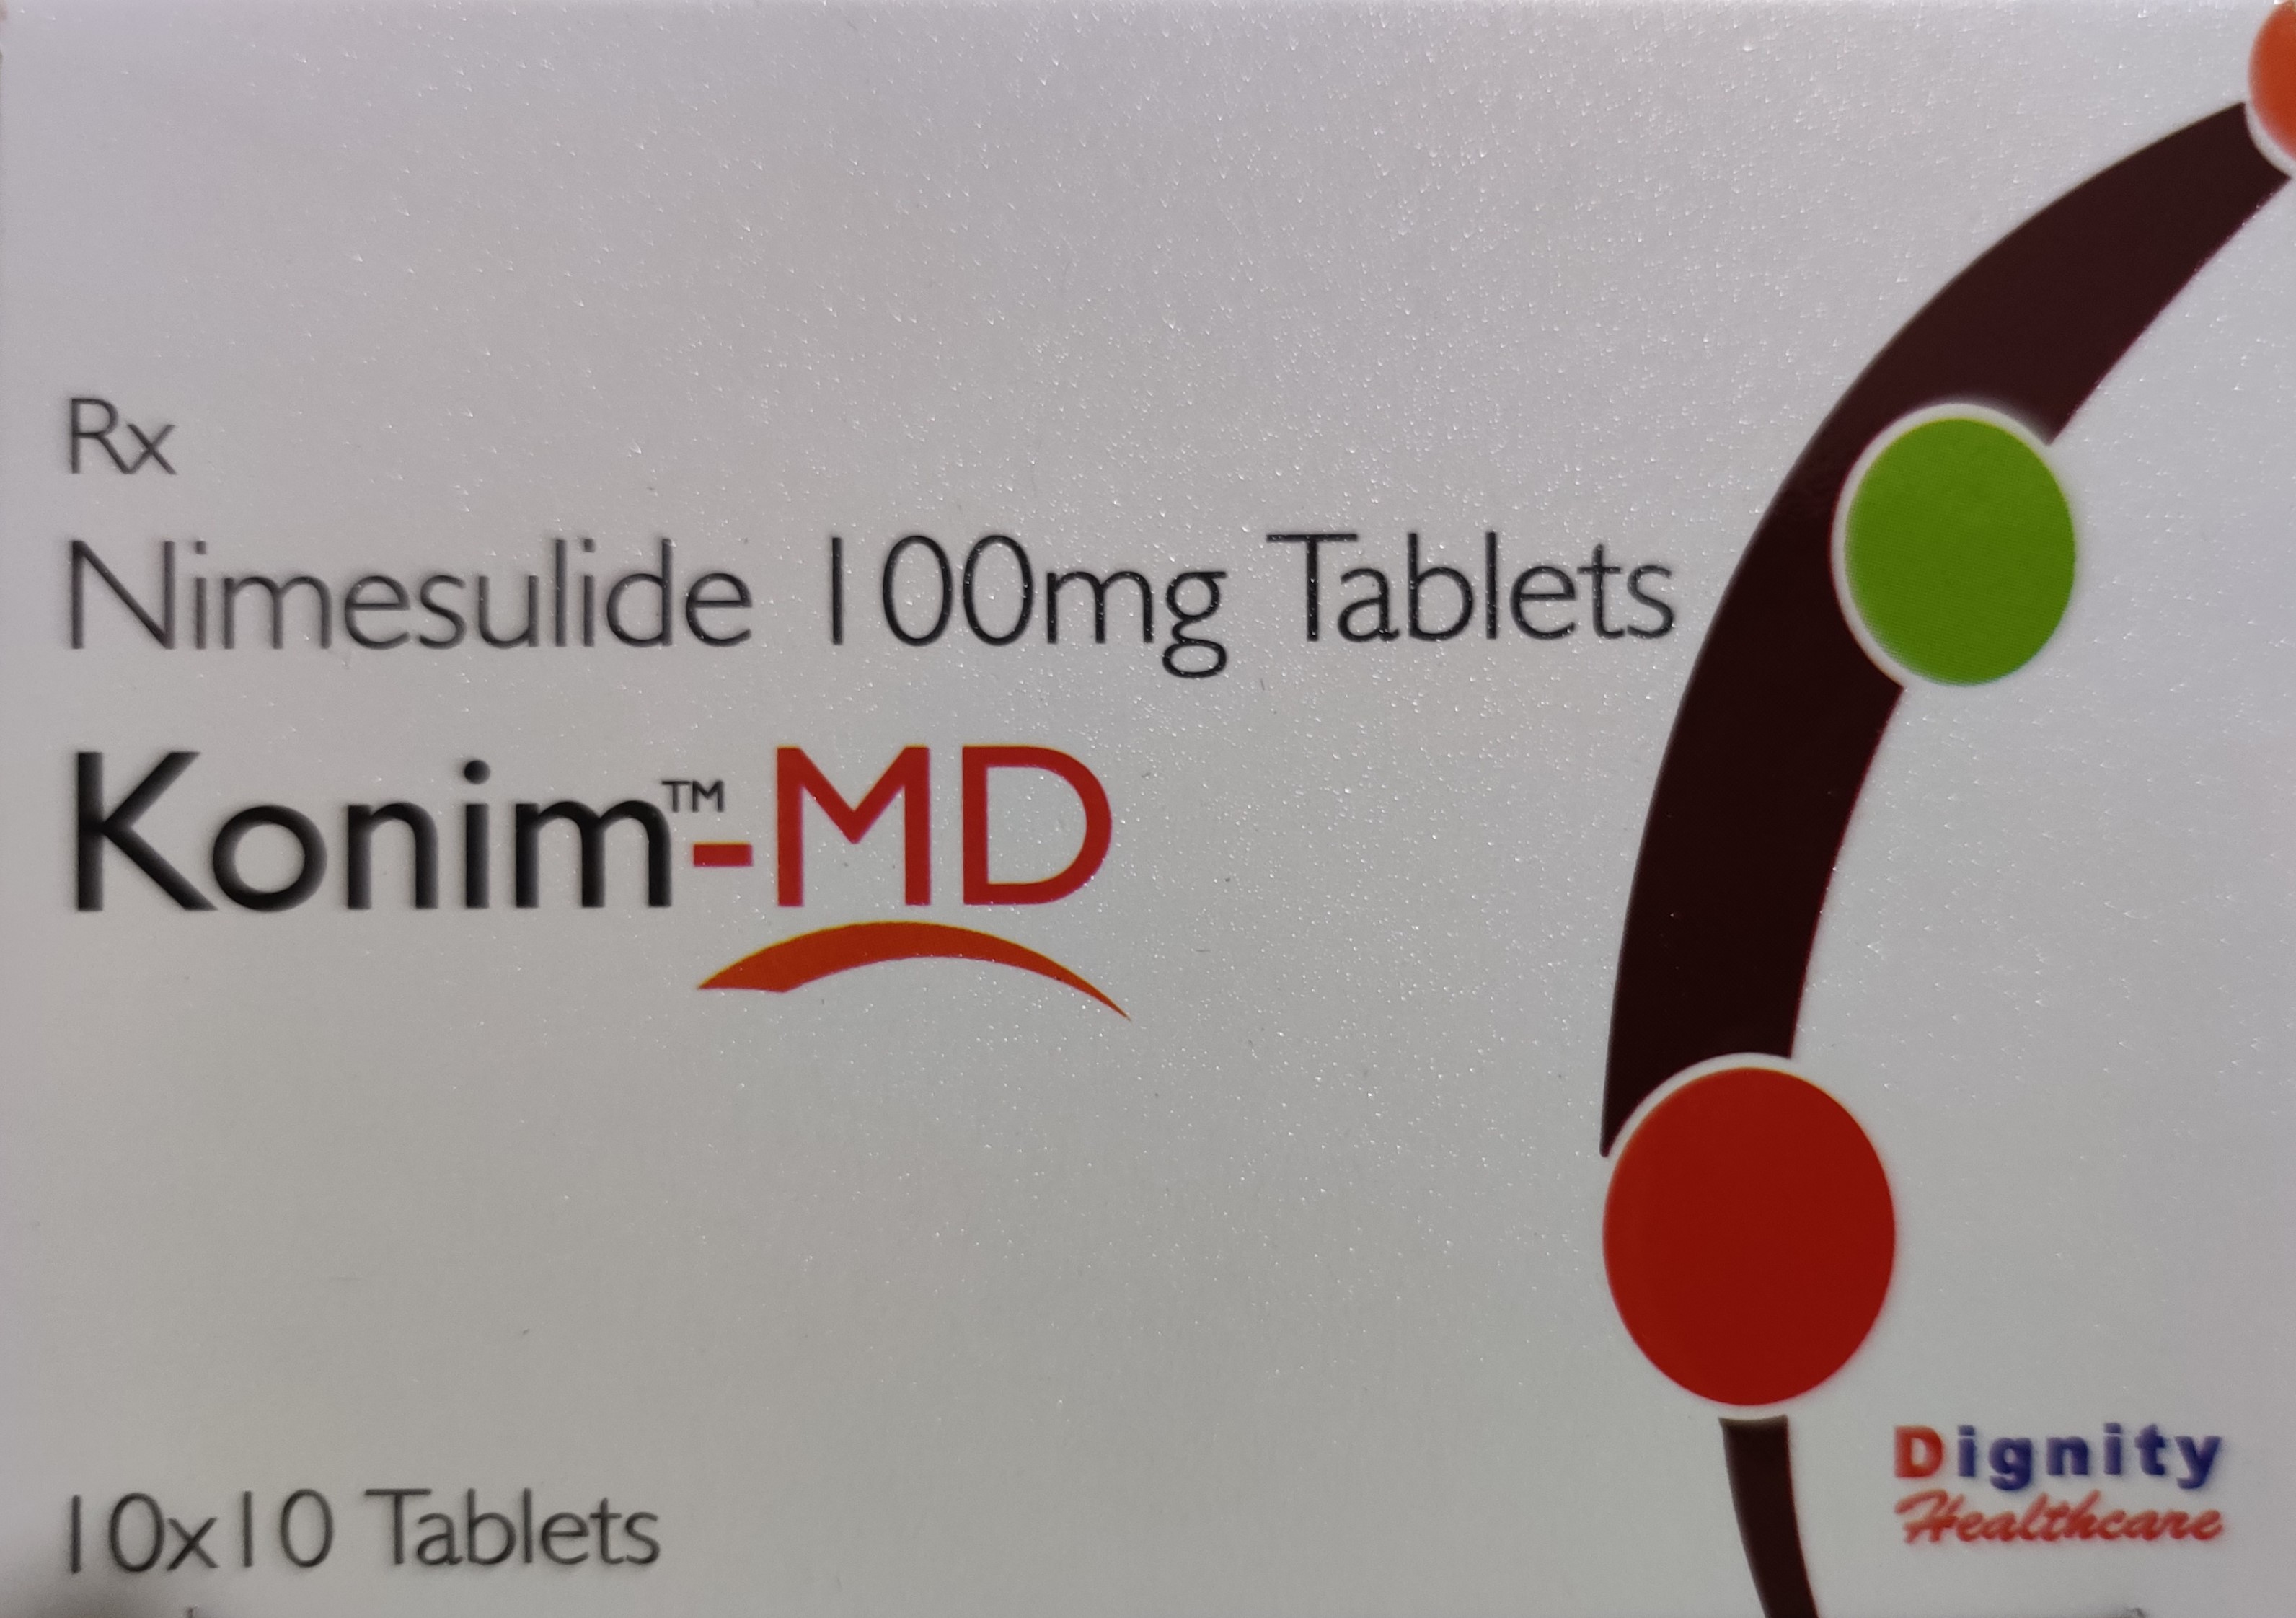 Rx
Nimesulide 100mg Tablets
Konim™-MD
10x10 Tablets
Dignity
Healthcare